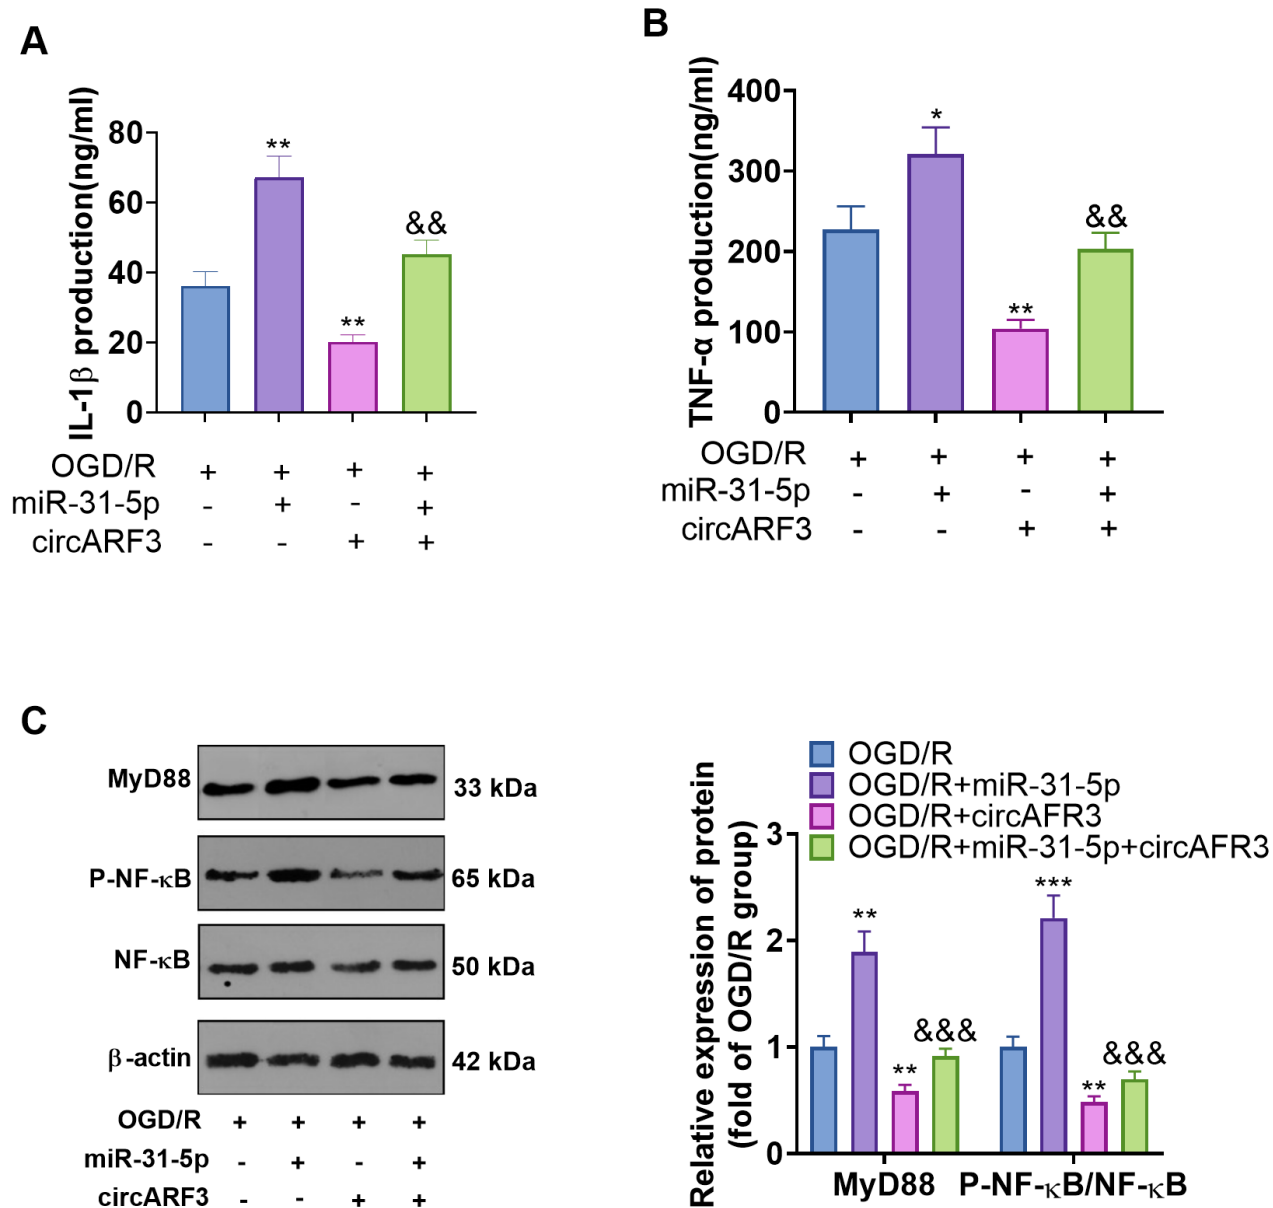 A
IL-1β production(ng/ml)
80
60
40
20
0
**
**
&&
OGD/R + + + +
miR-31-5p - + - +
circARF3 - - + +
B
TNF-α production(ng/ml)
400
300
200
100
0
*
**
&&
OGD/R + + + +
miR-31-5p - + - +
circARF3 - - + +
C
MyD88 33 kDa
P-NF-κB 65 kDa
NF-κB 50 kDa
β-actin 42 kDa
OGD/R + + + +
miR-31-5p - + - +
circARF3 - - + +
OGD/R
OGD/R+miR-31-5p
OGD/R+circAFR3
OGD/R+miR-31-5p+circAFR3
Relative expression of protein
(fold of OGD/R group)
3
2
1
0
**
**
&&&
***
**
&&&
MyD88 P-NF-κB/NF-κB